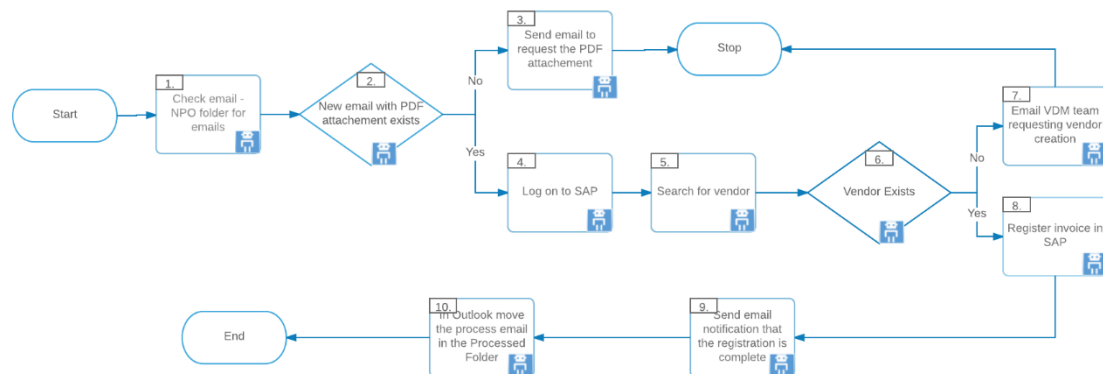 Start
1.
Check email -
NPO folder for
emails
2.
New email with PDF
attachement exists
No
Yes
3.
Send email to
request the PDF
attachement
Stop
4.
Log on to SAP
5.
Search for vendor
6.
Vendor Exists
No
Yes
7.
Email VDM team
requesting vendor
creation
8.
Register invoice in
SAP
9.
Send email
notification that
the registration is
complete
10.
In Outlook move
the process email
in the Processed
Folder
End